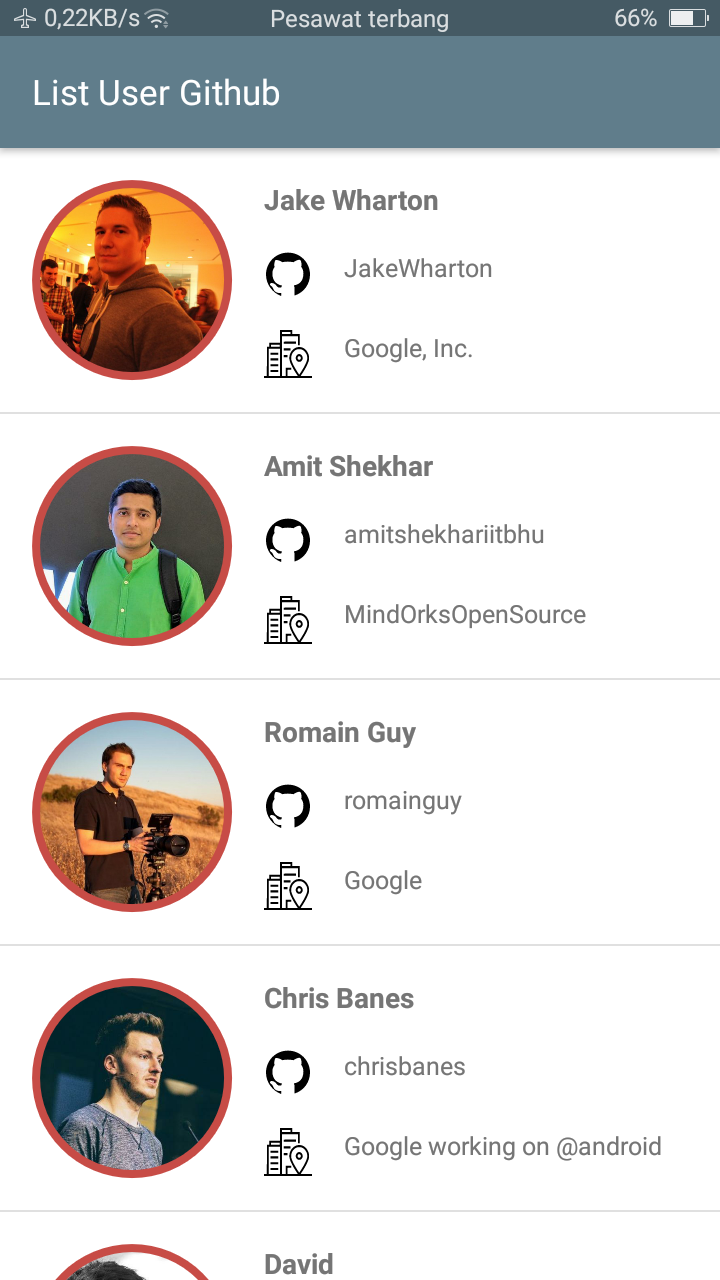 0,22KB/s Pesawat terbang 66%
List User Github
Jake Wharton
JakeWharton
Google, Inc.
Amit Shekhar
amitshekhariitbhu
MindOrksOpenSource
Romain Guy
romainguy
Google
Chris Banes
chrisbanes
Google working on @android
David